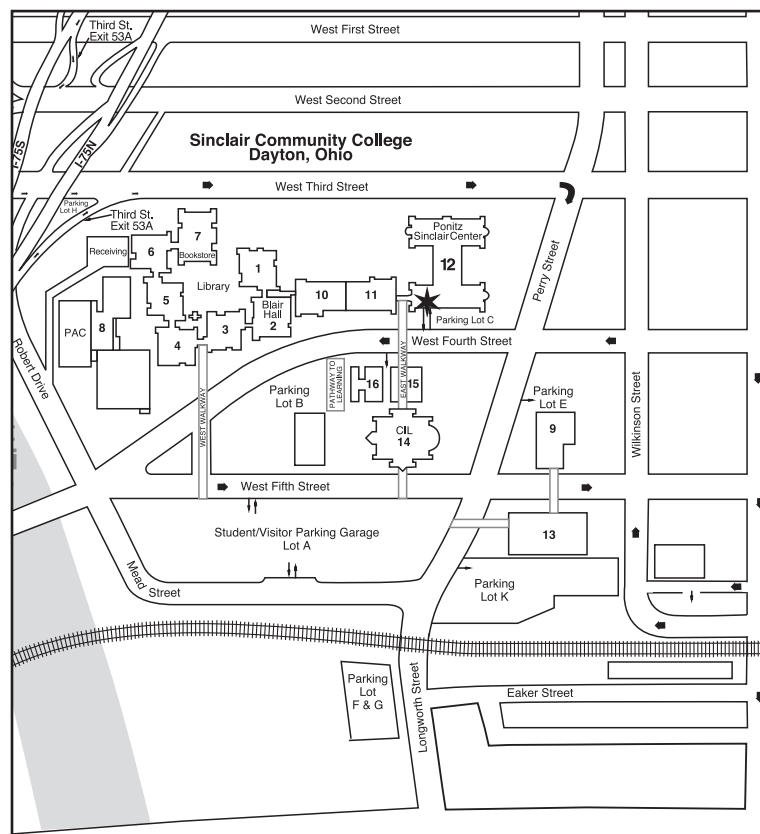 Third St.
Exit 53A
West First Street
West Second Street
I-75S
I-75N
Sinclair Community College
Dayton, Ohio
West Third Street
Parking
Lot H
Third St.
Exit 53A
Receiving
6
7
Bookstore
1
Ponitz
Sinclair Center
12
Perry Street
5
Library
Blair
Hall
2
10
11
PAC
8
4
3
Parking Lot C
West Fourth Street
Robert Drive
WEST WALKWAY
Parking
Lot B
PATHWAY TO
LEARNING
16
EAST WALKWAY
15
CIL
14
Parking
Lot E
9
Wilkinson Street
West Fifth Street
Student/Visitor Parking Garage
Lot A
13
Mead Street
Parking
Lot K
Parking
Lot
F & G
Longworth Street
Eaker Street